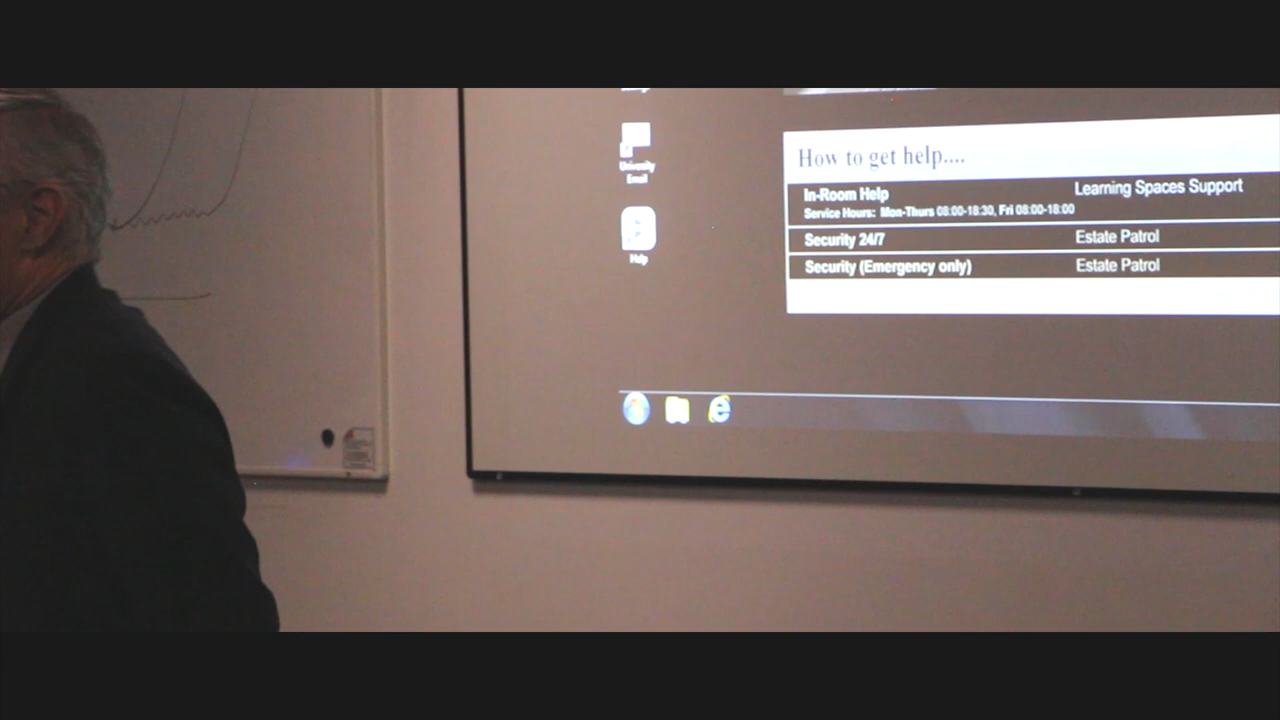 University
Email
Help
How to get help....
In-Room Help
Learning Spaces Support
Service Hours: Mon-Thurs 08:00-18:30, Fri 08:00-18:00
Security 24/7
Estate Patrol
Security (Emergency only)
Estate Patrol